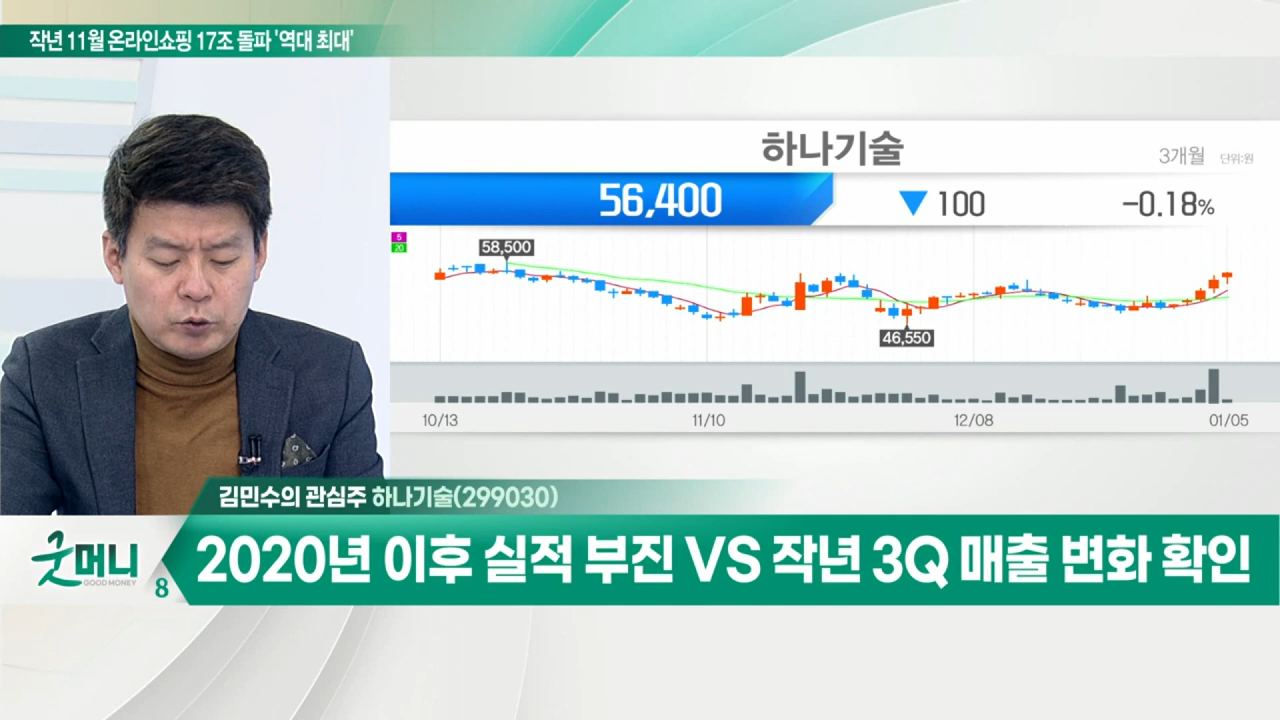 작년 11월 온라인쇼핑 17조 돌파 '역대 최대'
하나기술
3개월 단위:원
56,400 ▼ 100 -0.18%
5
20
58,500
46,550
10/13 11/10 12/08 01/05
김민수의 관심주 하나기술(299030)
굿머니
GOOD MONEY
8
2020년 이후 실적 부진 VS 작년 3Q 매출 변화 확인